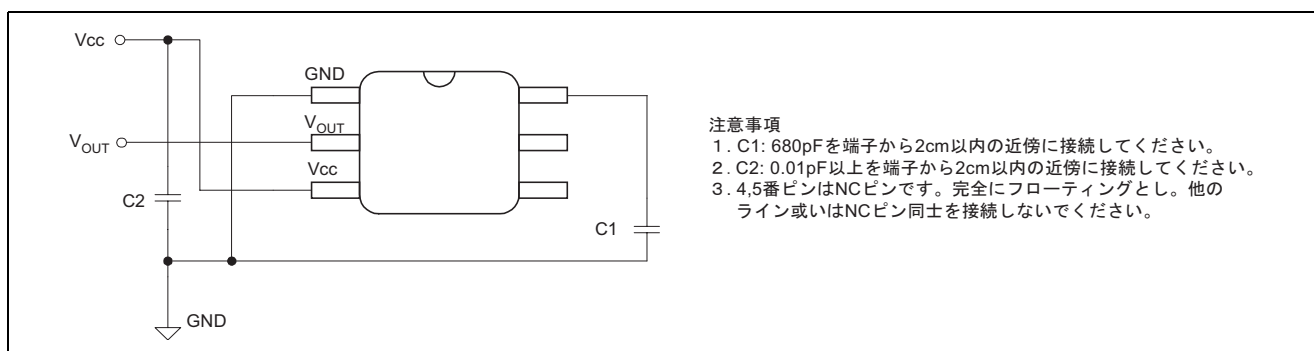 Vcc
GND
VOUT
VOUT
Vcc
C2
C1
GND
注意事項
1. C1: 680pFを端子から2cm以内の近傍に接続してください。
2. C2: 0.01pF以上を端子から2cm以内の近傍に接続してください。
3. 4,5番ピンはNCピンです。完全にフローティングとし。他の
ライン或いはNCピン同士を接続しないでください。